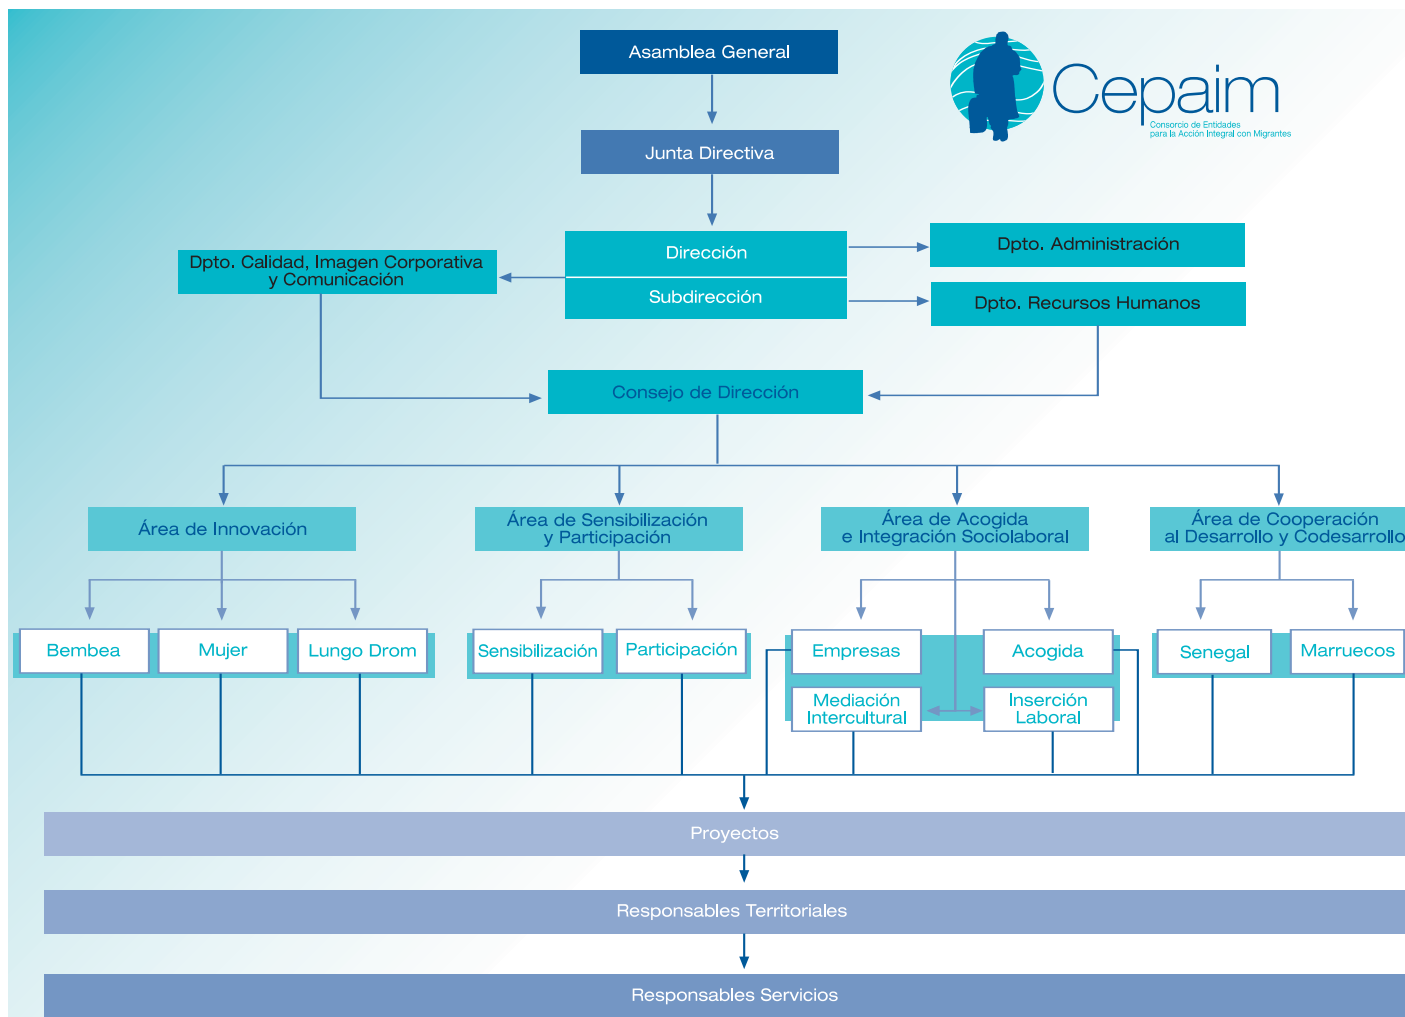 Asamblea General
Cepaim
Consorcio de Entidades
para la Acción Integral con Migrantes
Junta Directiva
Dirección
Subdirección
Dpto. Administración
Dpto. Calidad, Imagen Corporativa
y Comunicación
Dpto. Recursos Humanos
Consejo de Dirección
Área de Innovación
Área de Sensibilización
y Participación
Área de Acogida
e Integración Sociolaboral
Área de Cooperación
al Desarrollo y Codesarrollo
Bembea
Mujer
Lungo Drom
Sensibilización
Participación
Empresas
Acogida
Mediación
Intercultural
Inserción
Laboral
Senegal
Marruecos
Proyectos
Responsables Territoriales
Responsables Servicios